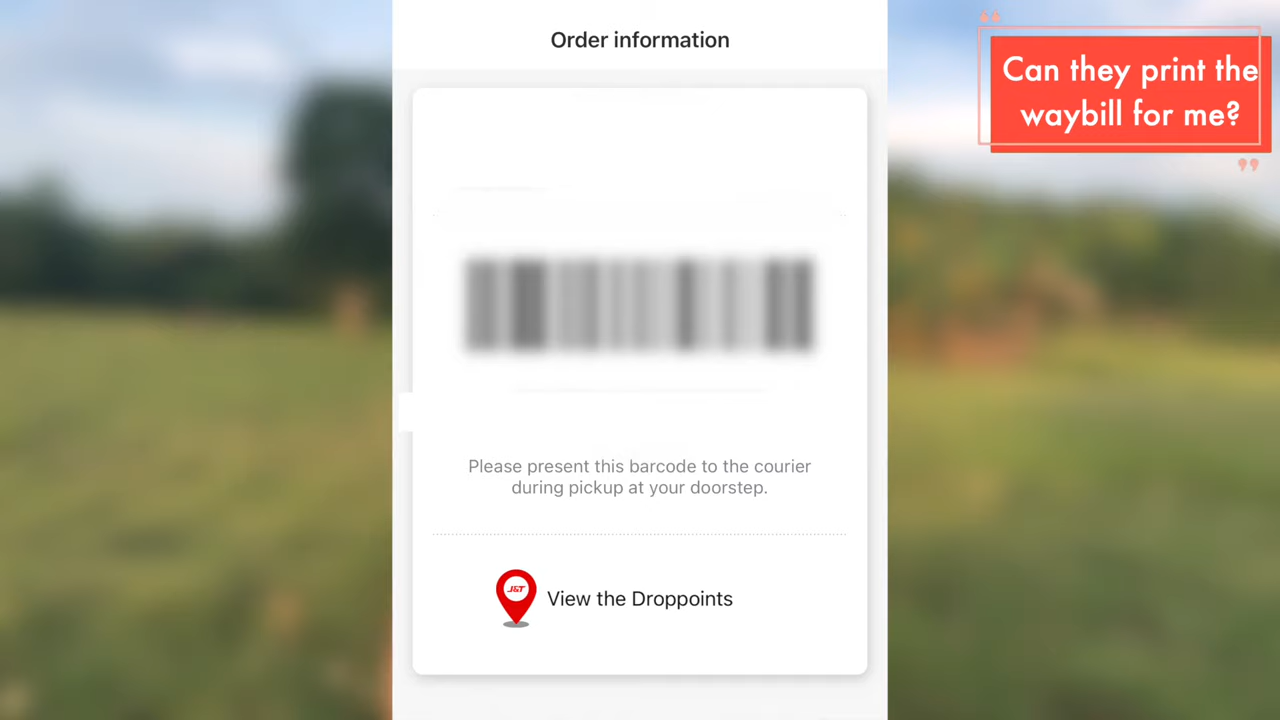 Order information
“
Can they print the
waybill for me?
”
Please present this barcode to the courier
during pickup at your doorstep.
J&T
View the Droppoints